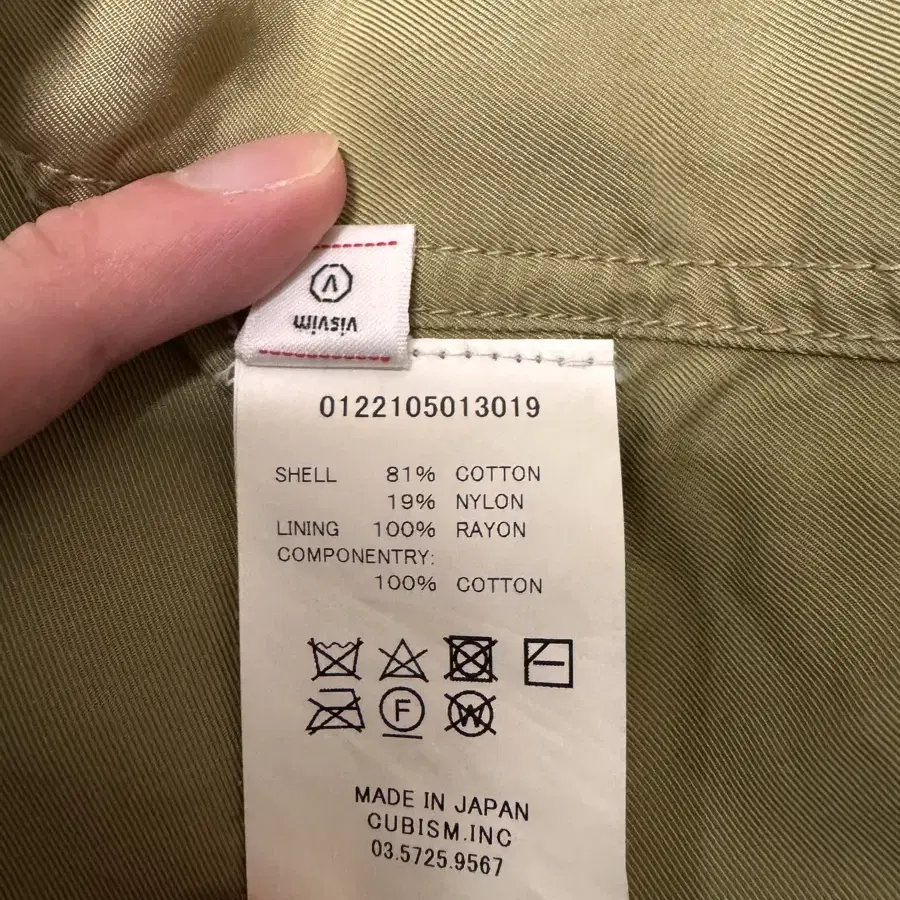 visvim
0122105013019
SHELL 81% COTTON
19% NYLON
LINING 100% RAYON
COMPONENTRY:
100% COTTON
F
W
MADE IN JAPAN
CUBISM.INC
03.5725.9567